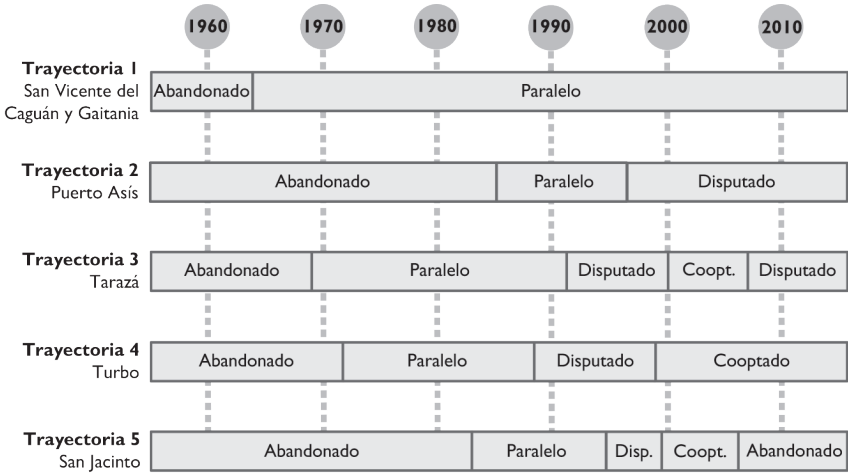 1960 1970 1980 1990 2000 2010
Trayectoria 1
San Vicente del
Caguán y Gaitania
Abandonado Paralelo
Trayectoria 2
Puerto Asís
Abandonado Paralelo Disputado
Trayectoria 3
Tarazá
Abandonado Paralelo Disputado Coopt. Disputado
Trayectoria 4
Turbo
Abandonado Paralelo Disputado Cooptado
Trayectoria 5
San Jacinto
Abandonado Paralelo Disp. Coopt. Abandonado